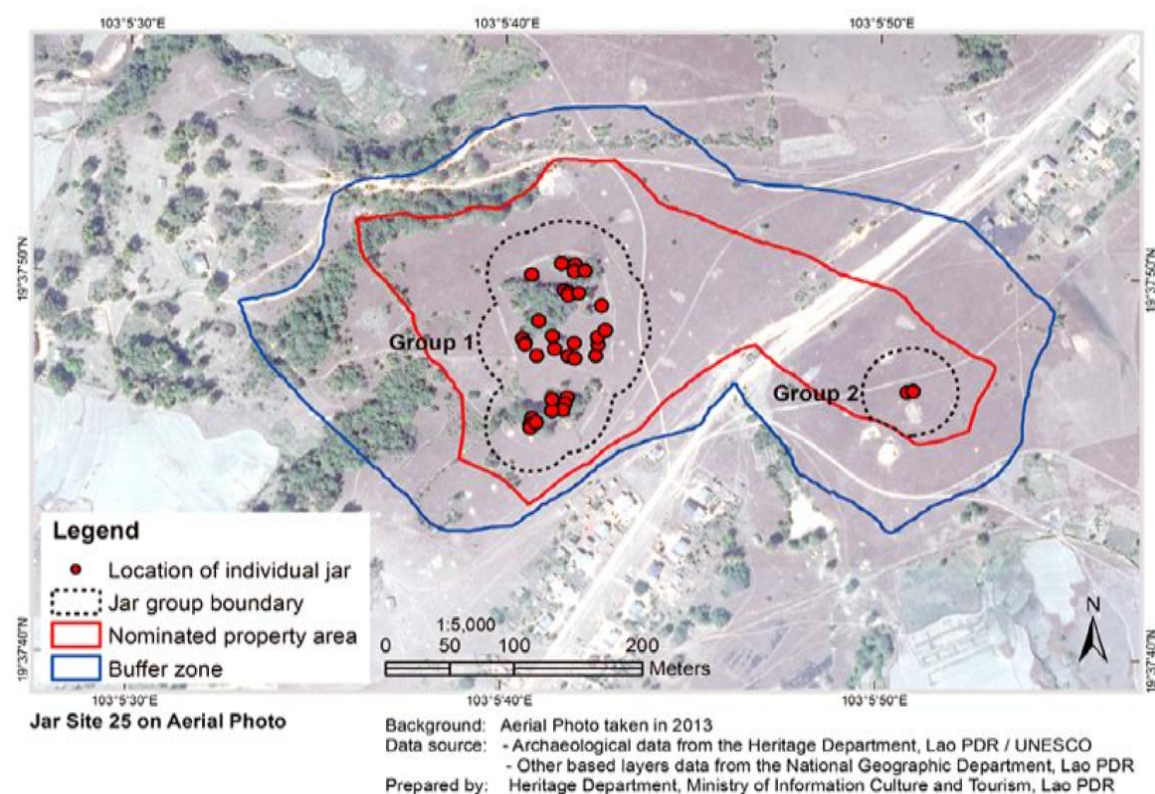 103°5'30"E 103°5'40"E 103°5'50"E
19°37'50"N 19°37'50"N
Group 1
Group 2
Legend
Location of individual jar
Jar group boundary
Nominated property area
Buffer zone
1:5,000
0 50 100 200
Meters
N
19°37'40"N 19°37'40"N
103°5'30"E 103°5'40"E 103°5'50"E
Jar Site 25 on Aerial Photo
Background: Aerial Photo taken in 2013
Data source: - Archaeological data from the Heritage Department, Lao PDR / UNESCO
- Other based layers data from the National Geographic Department, Lao PDR
Prepared by: Heritage Department, Ministry of Information Culture and Tourism, Lao PDR